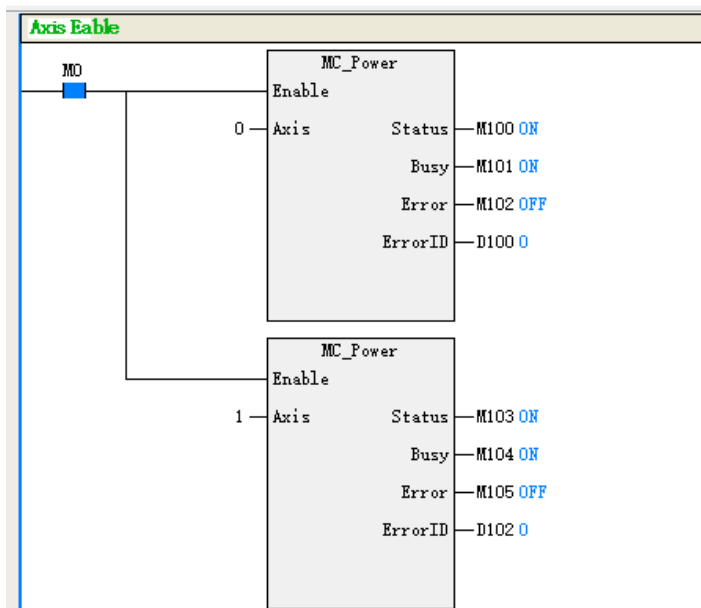 Axis Eable
M0
MC_Power
Enable
0 Axis Status M100 ON
Busy M101 ON
Error M102 OFF
ErrorID D100 0
MC_Power
Enable
1 Axis Status M103 ON
Busy M104 ON
Error M105 OFF
ErrorID D102 0